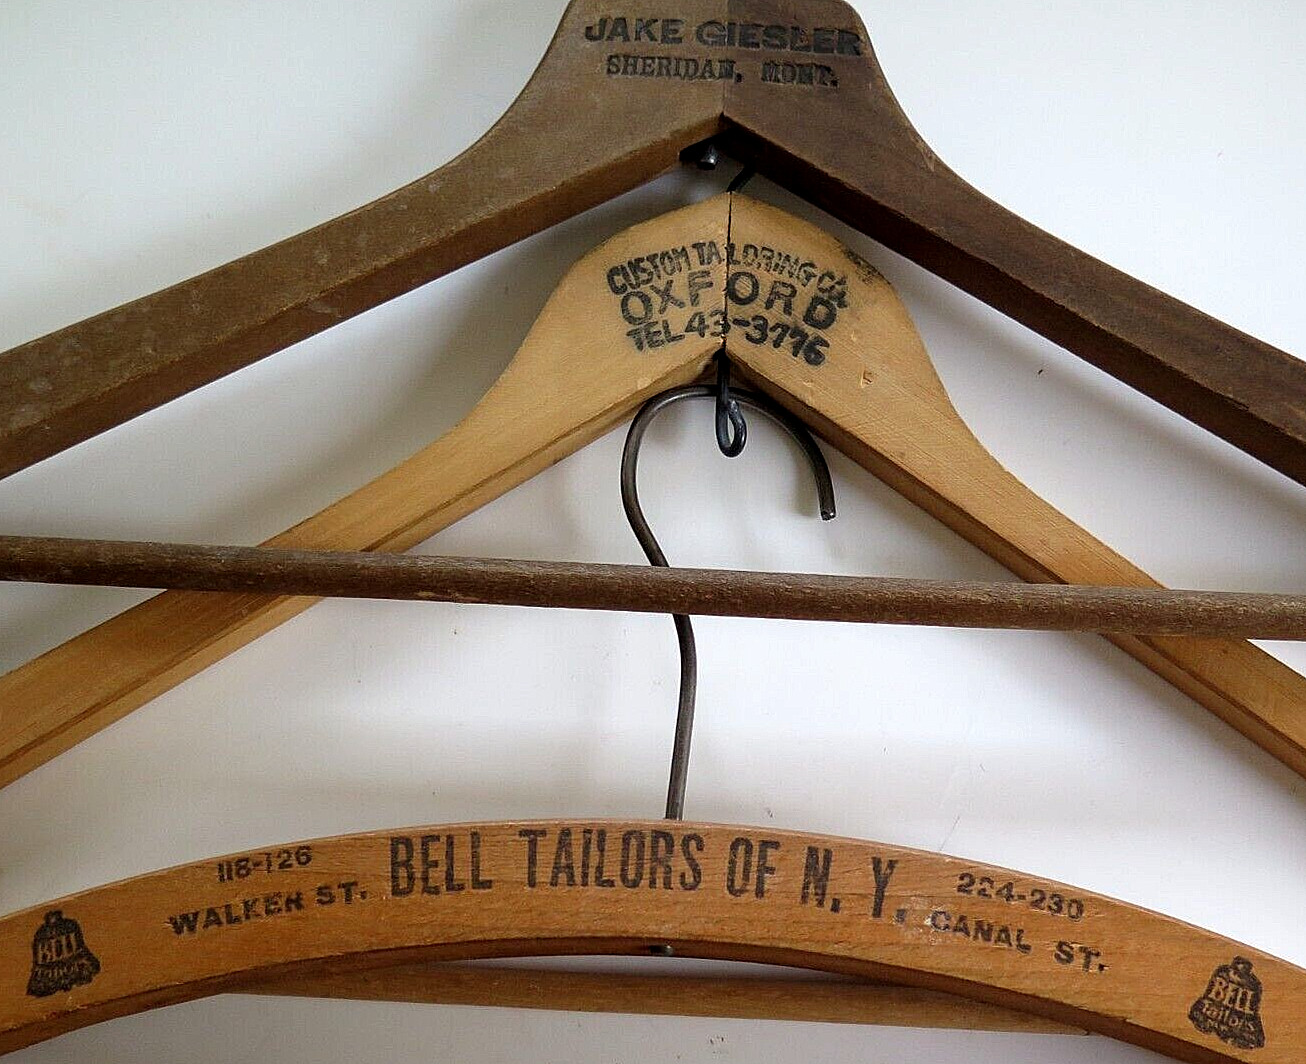 JAKE GIESLER
SHERIDAN, MONT.
CUSTOM TAILORING CO.
OXFORD
TEL 43-3776
118-126
WALKER ST.
BELL TAILORS OF N. Y.
224-230
CANAL ST.
BELL
Tailors
BELL
Tailors